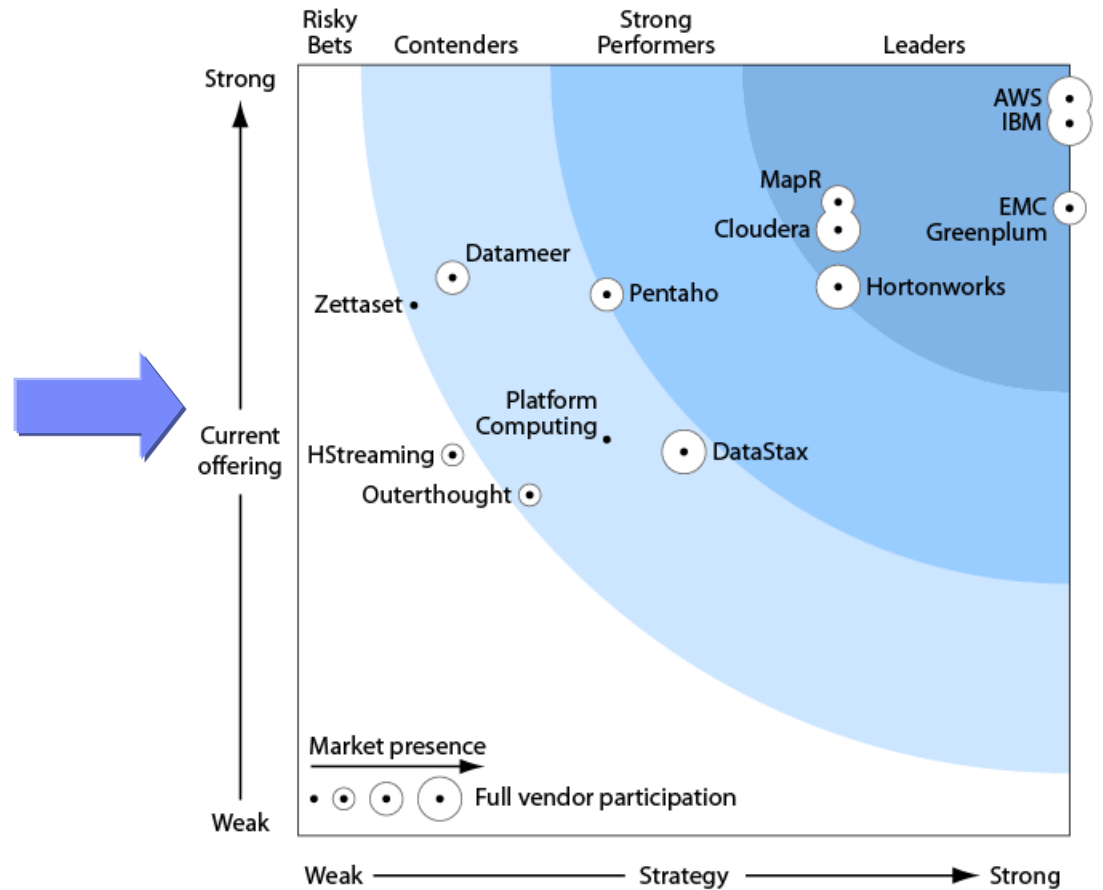 Risky
Bets
Contenders
Strong
Performers
Leaders
Strong
AWS
IBM
MapR
EMC
Greenplum
Cloudera
Datameer
Hortonworks
Pentaho
Zettaset
Platform
Computing
Current
offering
HStreaming
DataStax
Outerthought
Market presence
Full vendor participation
Weak
Weak
Strategy
Strong